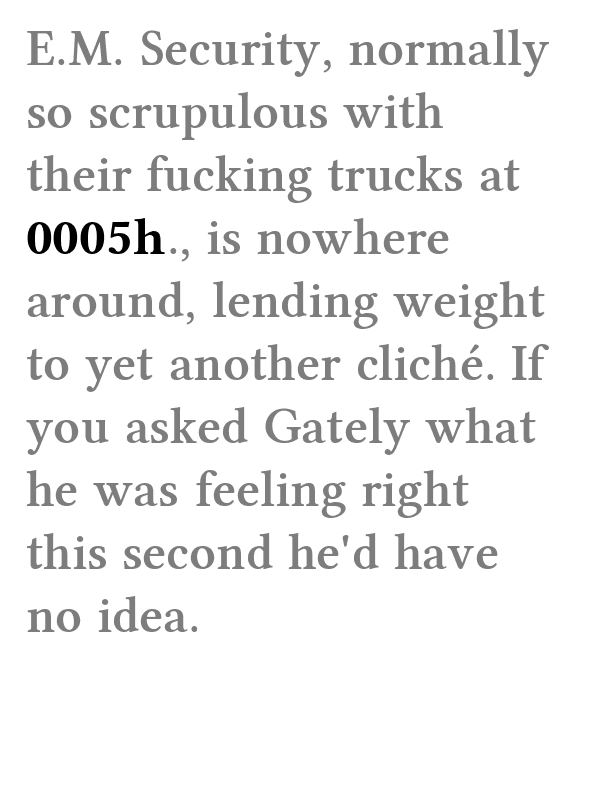 E.M. Security, normally
so scrupulous with
their fucking trucks at
0005h., is nowhere
around, lending weight
to yet another cliché. If
you asked Gately what
he was feeling right
this second he'd have
no idea.